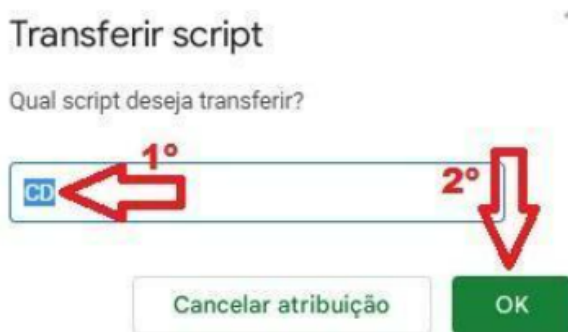 Transferir script
Qual script deseja transferir?
1º
CD
2º
Cancelar atribuição
OK